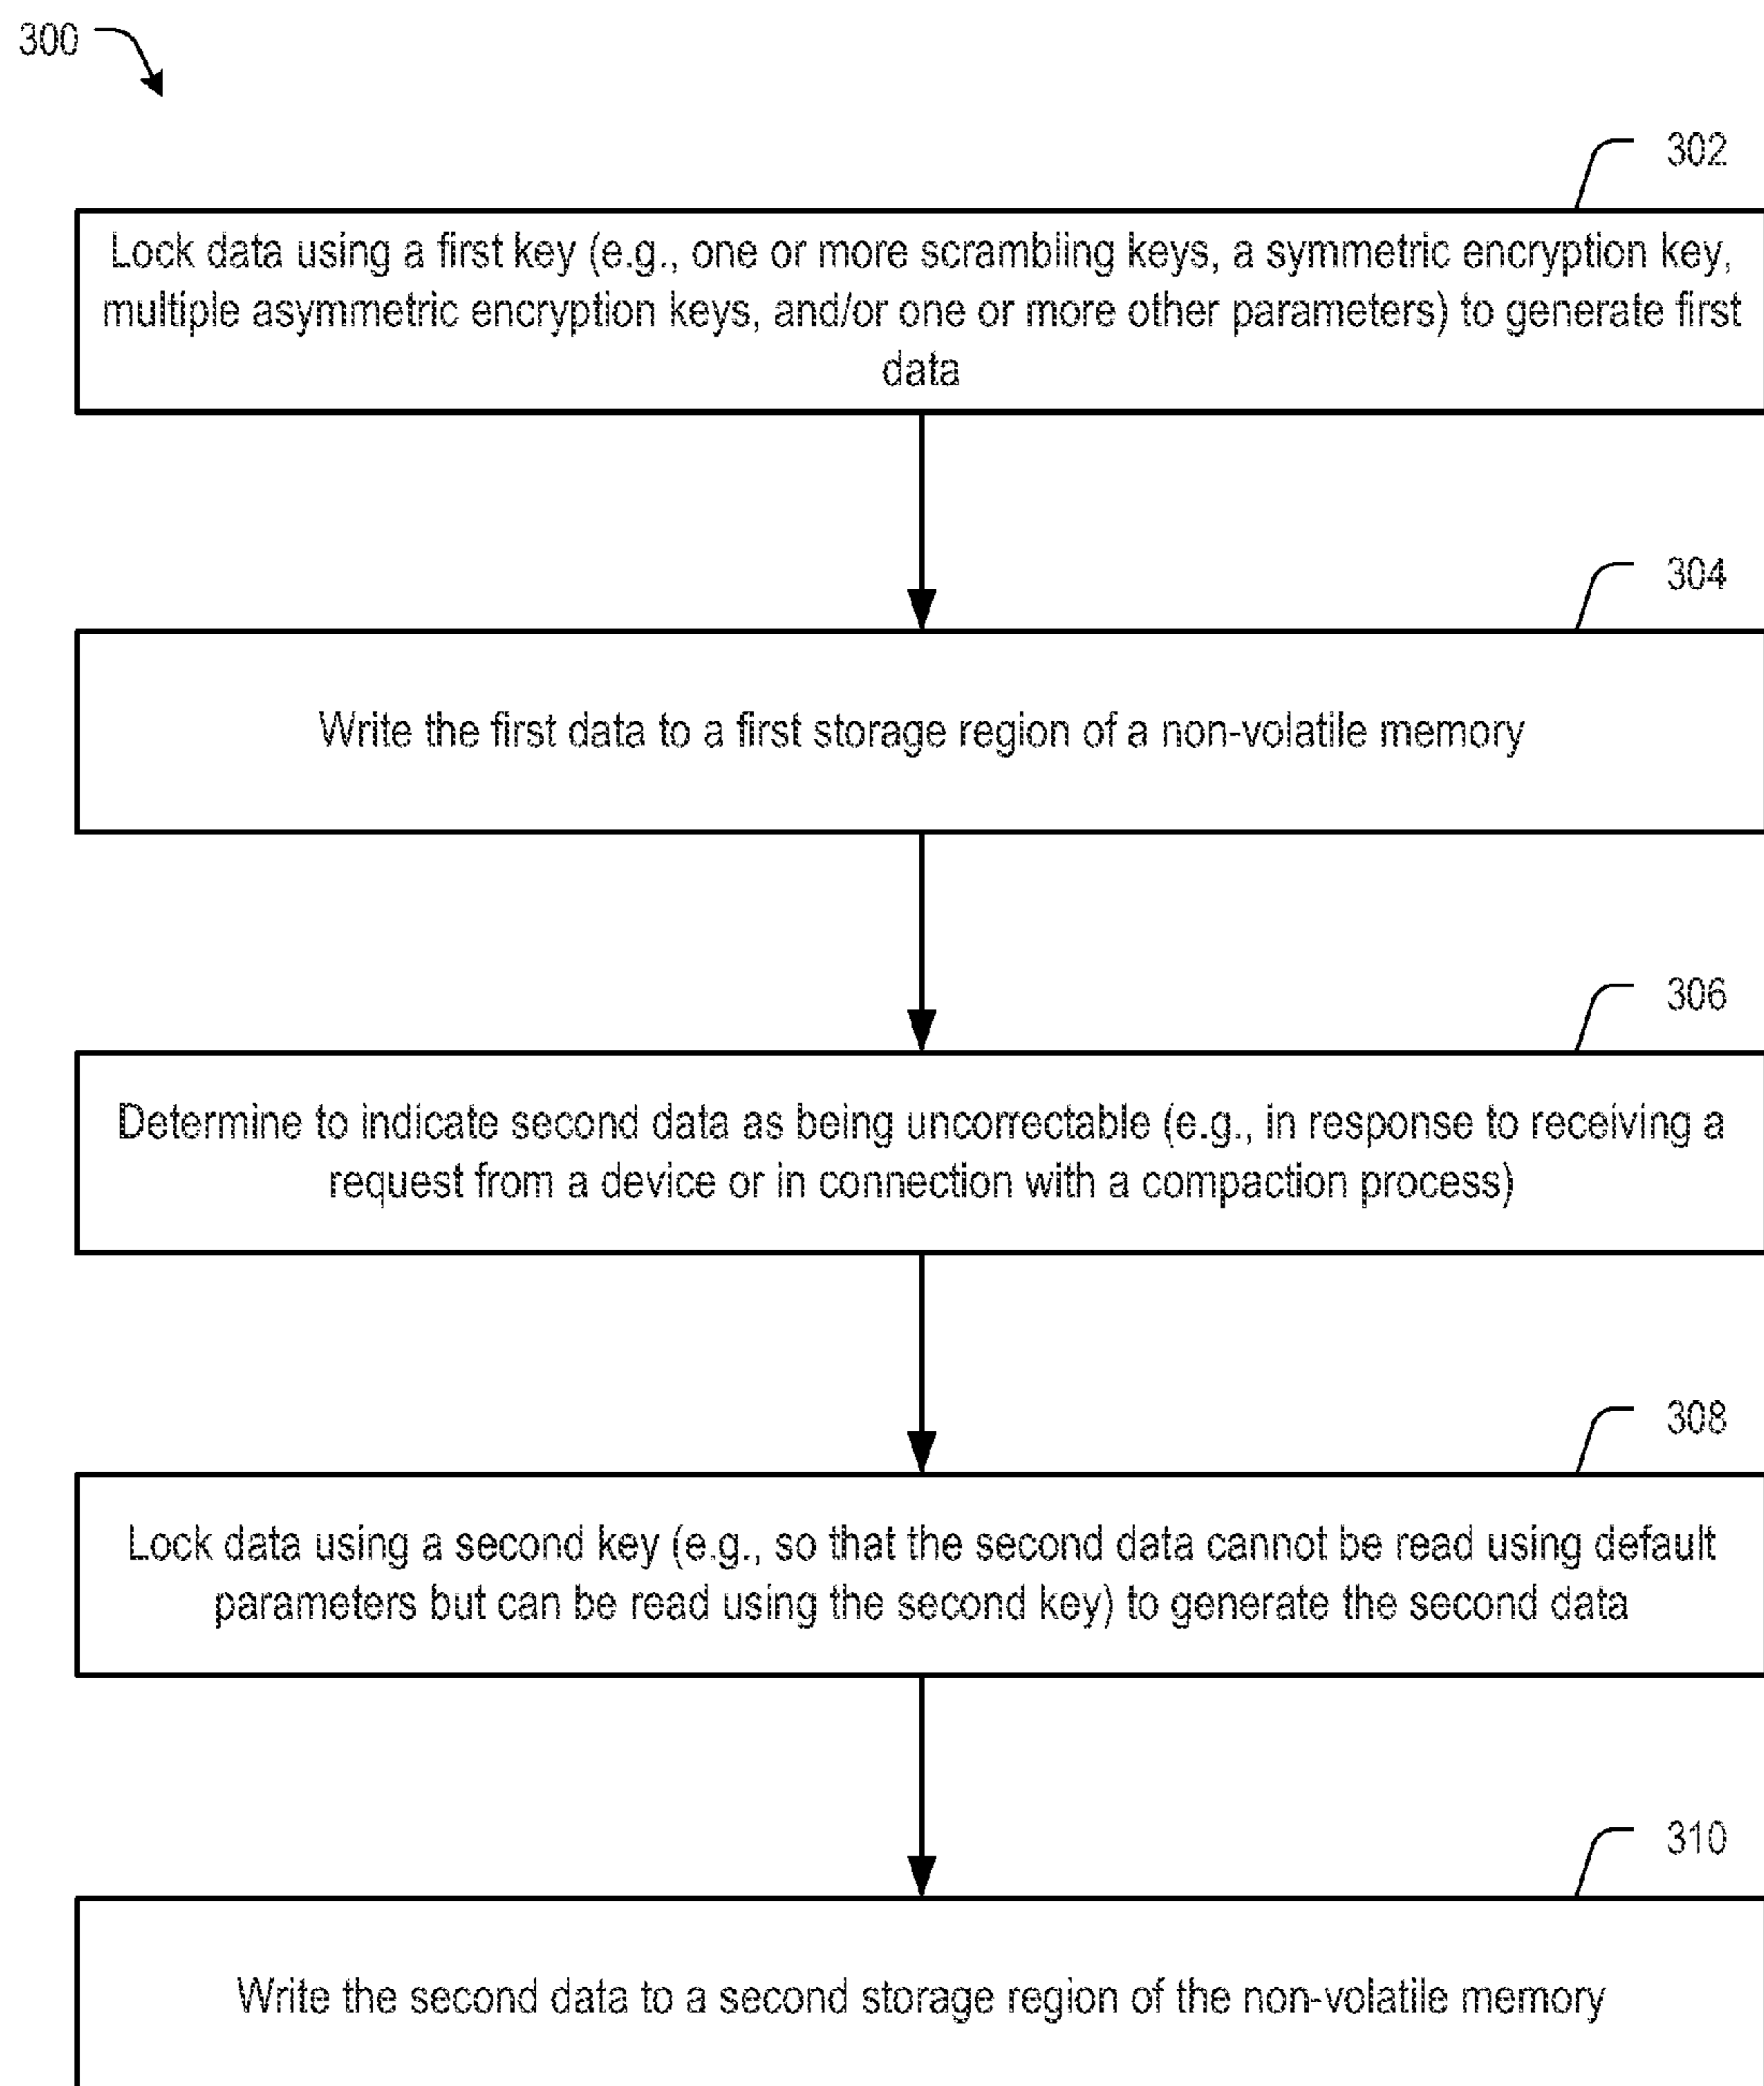 300
302
Lock data using a first key (e.g., one or more scrambling keys, a symmetric encryption key,
multiple asymmetric encryption keys, and/or one or more other parameters) to generate first
data
304
Write the first data to a first storage region of a non-volatile memory
306
Determine to indicate second data as being uncorrectable (e.g., in response to receiving a
request from a device or in connection with a compaction process)
308
Lock data using a second key (e.g., so that the second data cannot be read using default
parameters but can be read using the second key) to generate the second data
310
Write the second data to a second storage region of the non-volatile memory